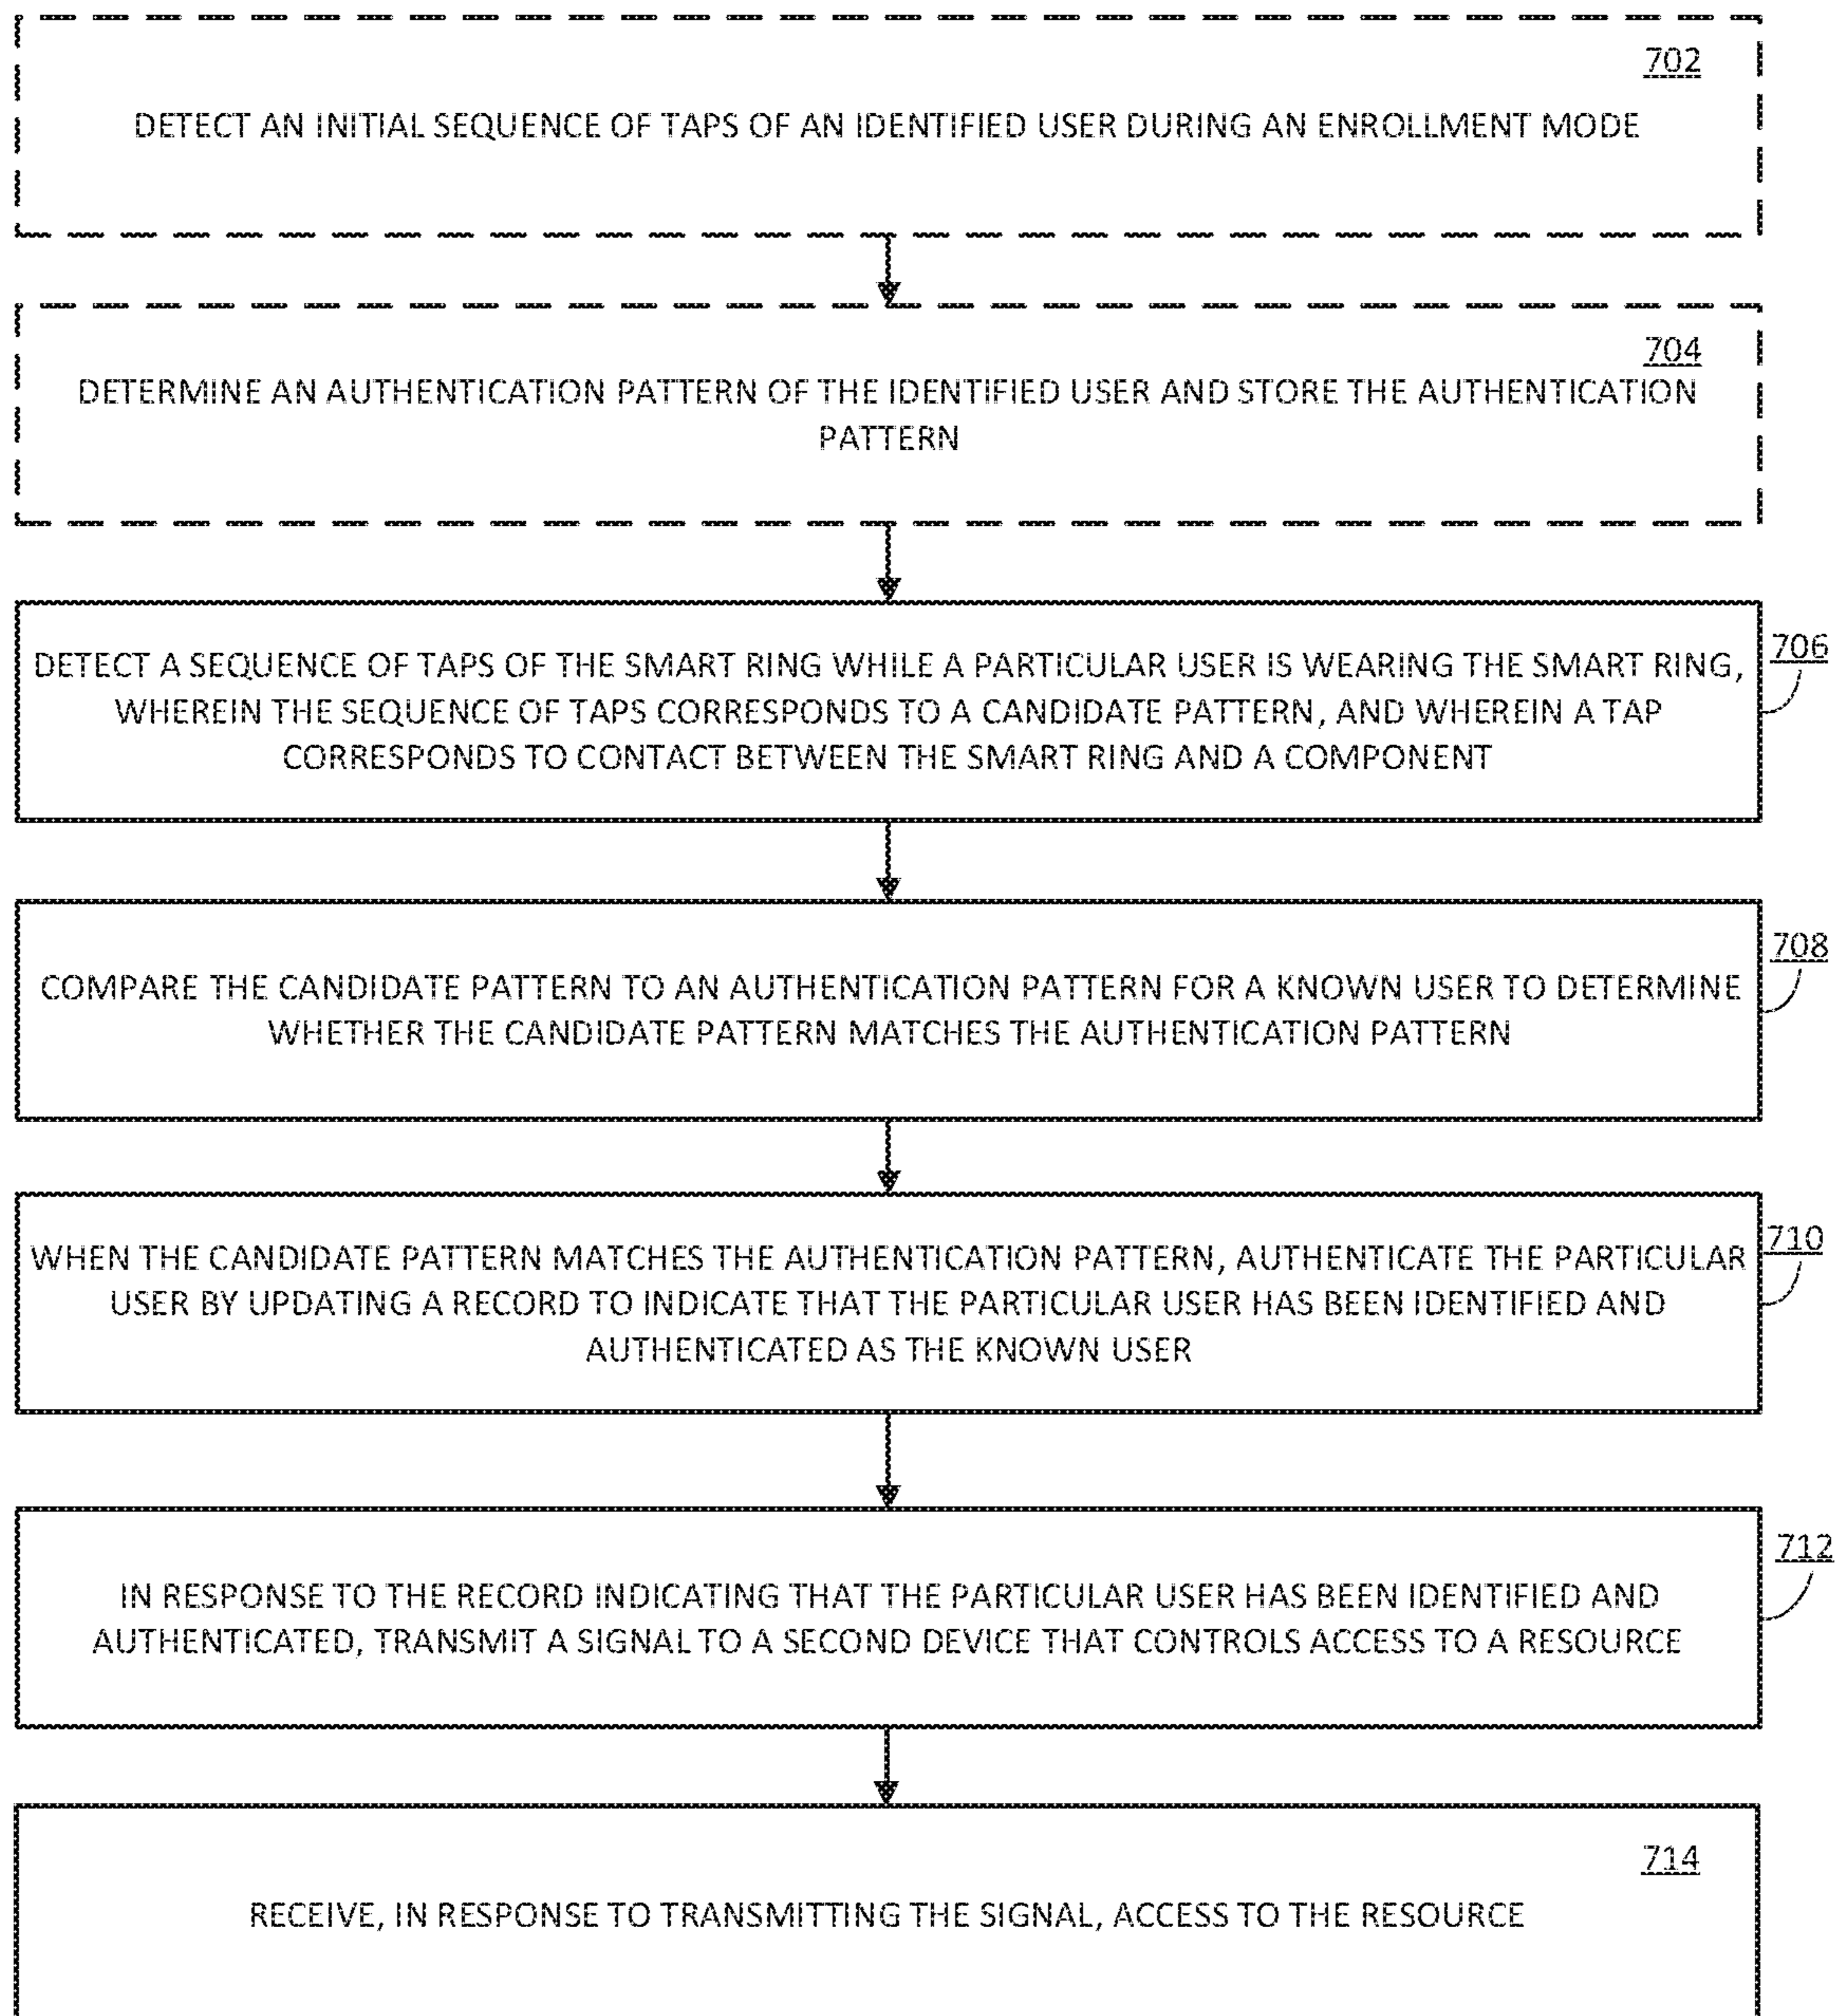 702
DETECT AN INITIAL SEQUENCE OF TAPS OF AN IDENTIFIED USER DURING AN ENROLLMENT MODE
704
DETERMINE AN AUTHENTICATION PATTERN OF THE IDENTIFIED USER AND STORE THE AUTHENTICATION
PATTERN
706
DETECT A SEQUENCE OF TAPS OF THE SMART RING WHILE A PARTICULAR USER IS WEARING THE SMART RING,
WHEREIN THE SEQUENCE OF TAPS CORRESPONDS TO A CANDIDATE PATTERN, AND WHEREIN A TAP
CORRESPONDS TO CONTACT BETWEEN THE SMART RING AND A COMPONENT
708
COMPARE THE CANDIDATE PATTERN TO AN AUTHENTICATION PATTERN FOR A KNOWN USER TO DETERMINE
WHETHER THE CANDIDATE PATTERN MATCHES THE AUTHENTICATION PATTERN
710
WHEN THE CANDIDATE PATTERN MATCHES THE AUTHENTICATION PATTERN, AUTHENTICATE THE PARTICULAR
USER BY UPDATING A RECORD TO INDICATE THAT THE PARTICULAR USER HAS BEEN IDENTIFIED AND
AUTHENTICATED AS THE KNOWN USER
712
IN RESPONSE TO THE RECORD INDICATING THAT THE PARTICULAR USER HAS BEEN IDENTIFIED AND
AUTHENTICATED, TRANSMIT A SIGNAL TO A SECOND DEVICE THAT CONTROLS ACCESS TO A RESOURCE
714
RECEIVE, IN RESPONSE TO TRANSMITTING THE SIGNAL, ACCESS TO THE RESOURCE